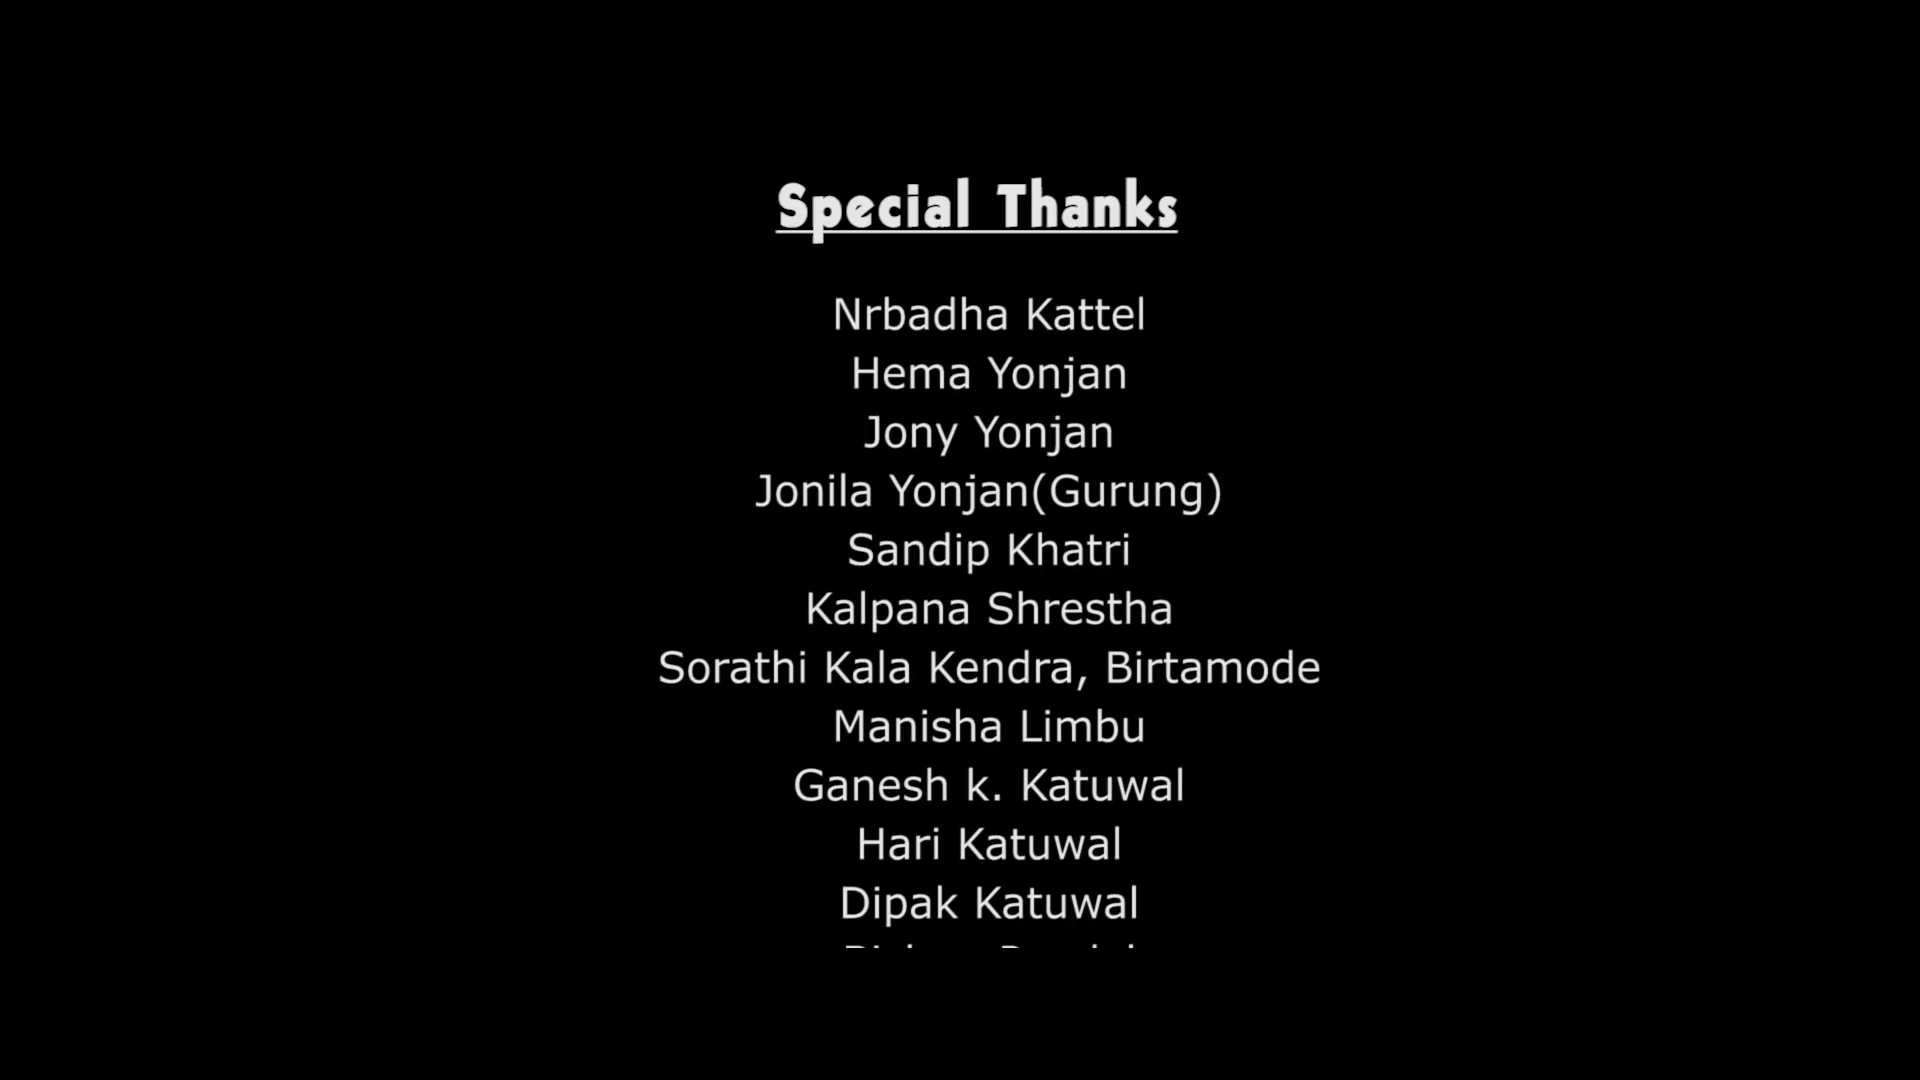 Special Thanks
Nrbadha Kattel
Hema Yonjan
Jony Yonjan
Jonila Yonjan(Gurung)
Sandip Khatri
Kalpana Shrestha
Sorathi Kala Kendra, Birtamode
Manisha Limbu
Ganesh k. Katuwal
Hari Katuwal
Dipak Katuwal